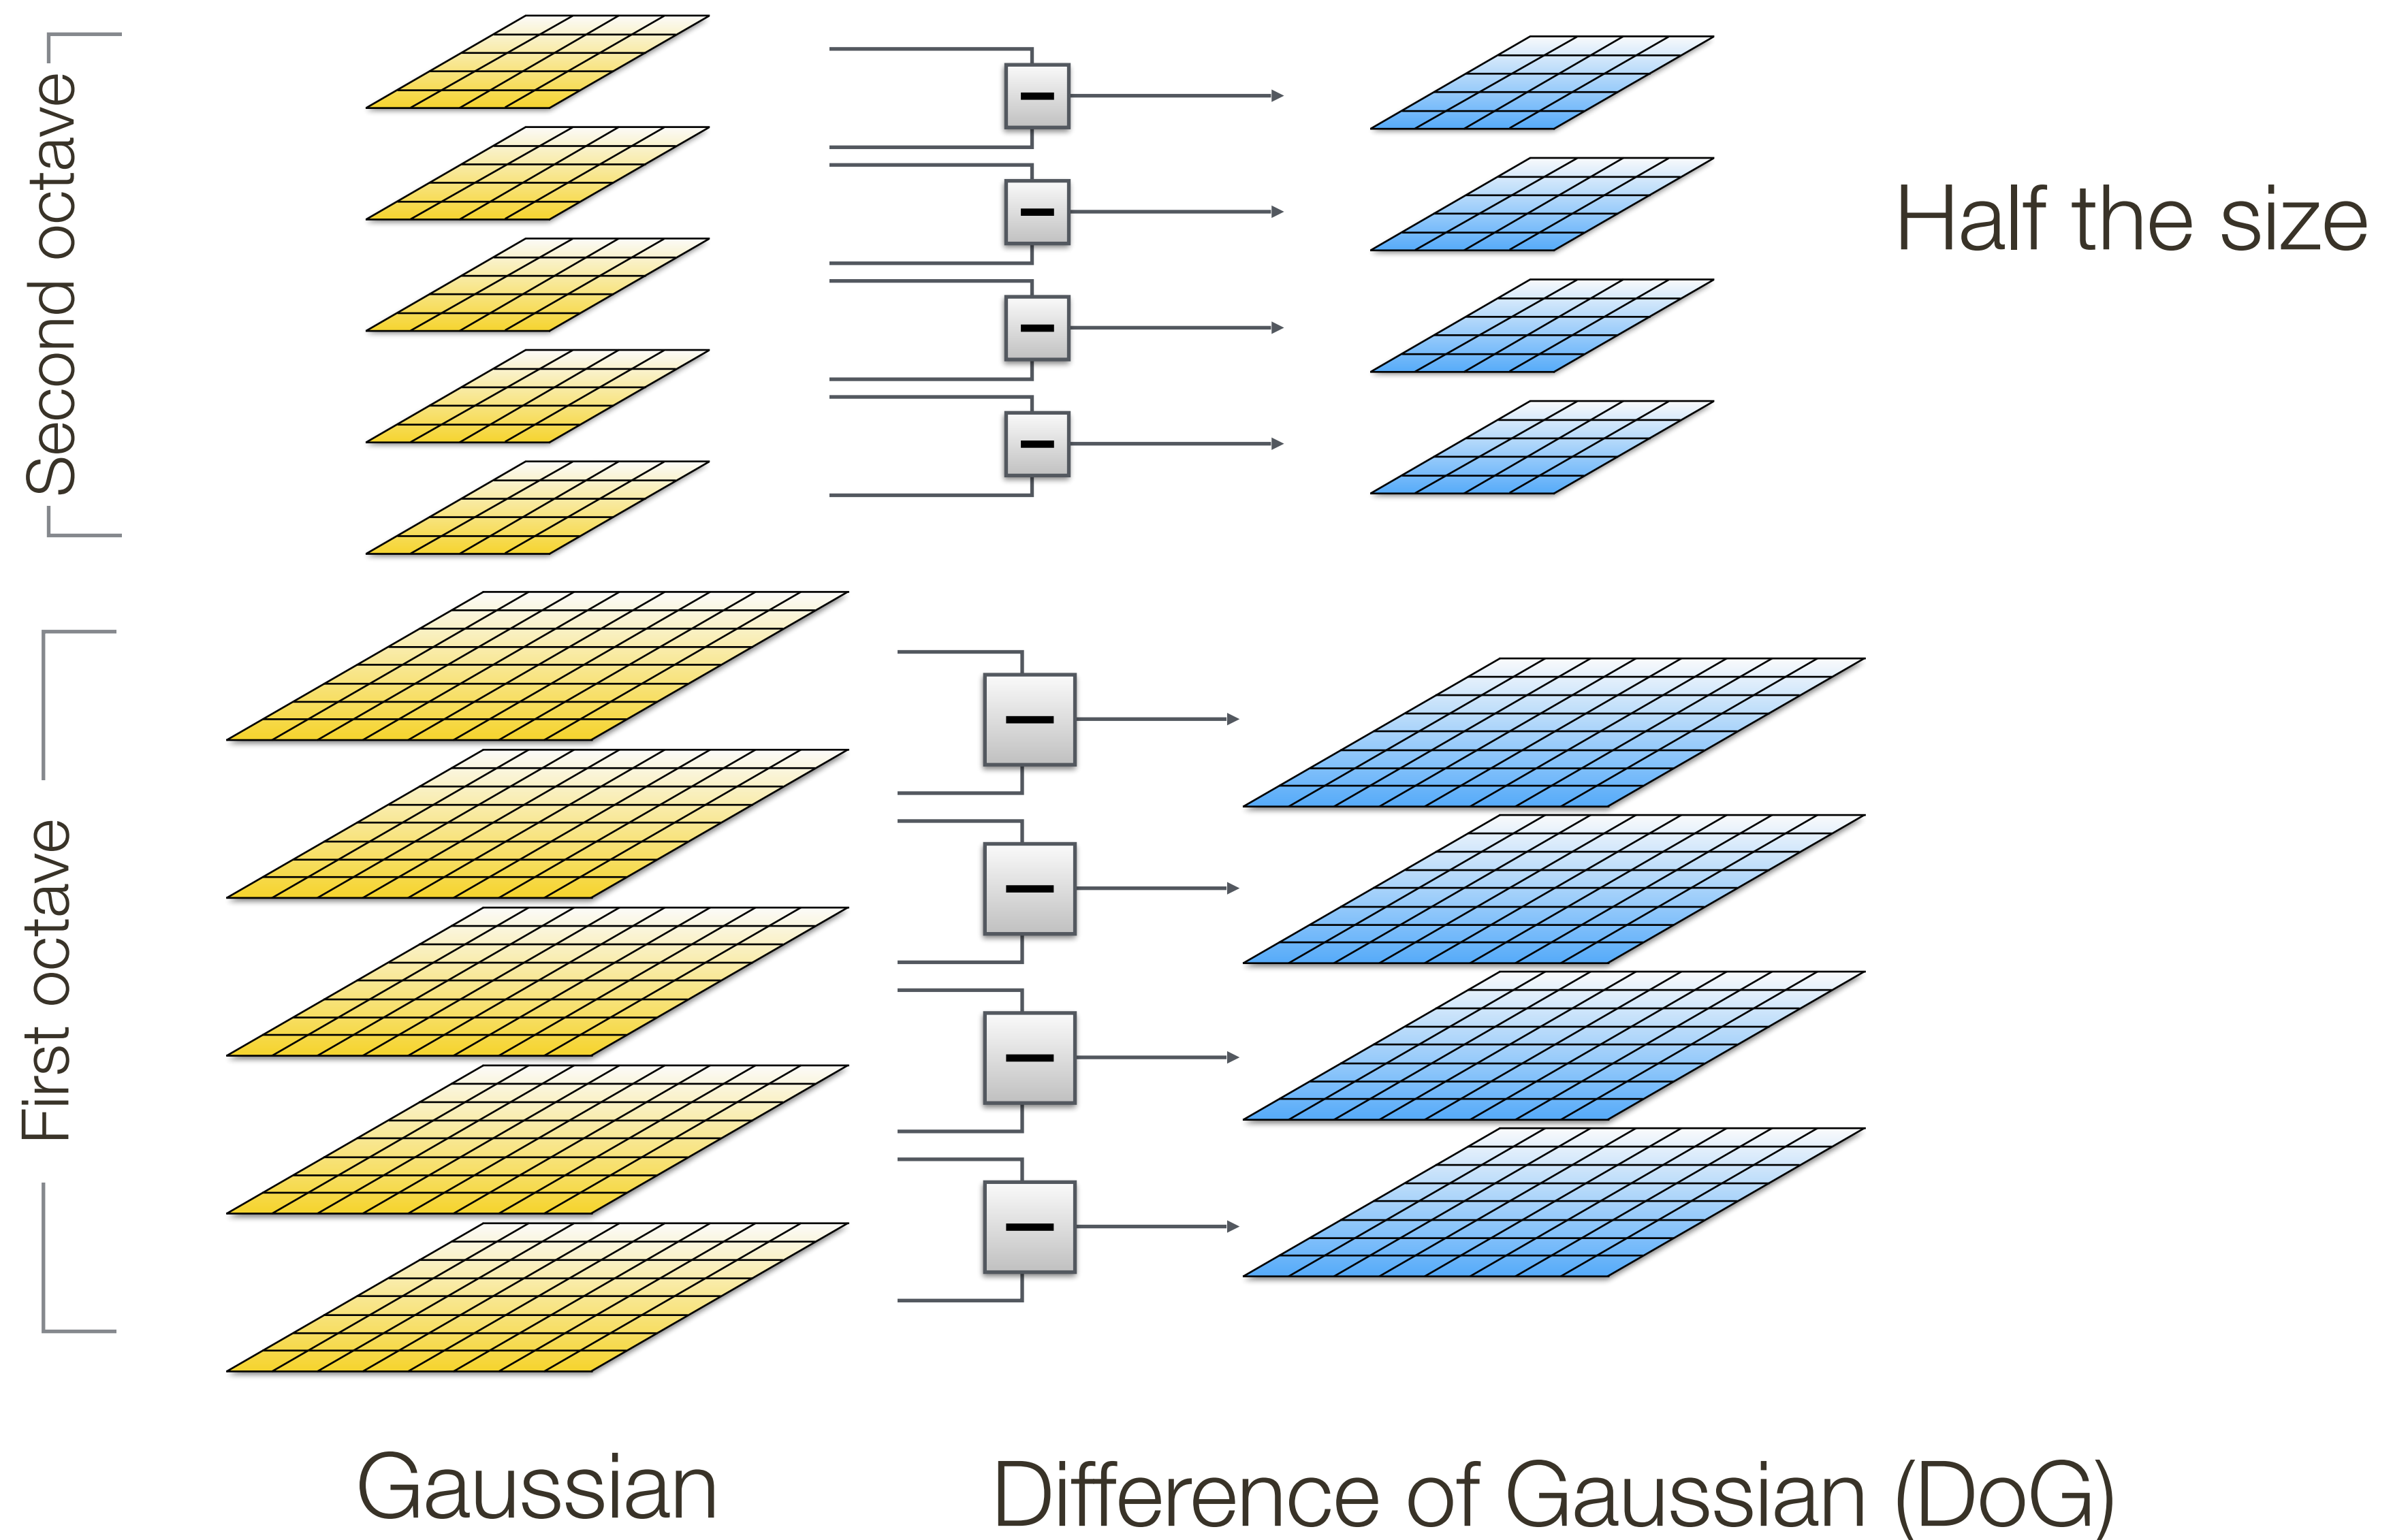 Second octave
Half the size
First octave
Gaussian
Difference of Gaussian (DoG)